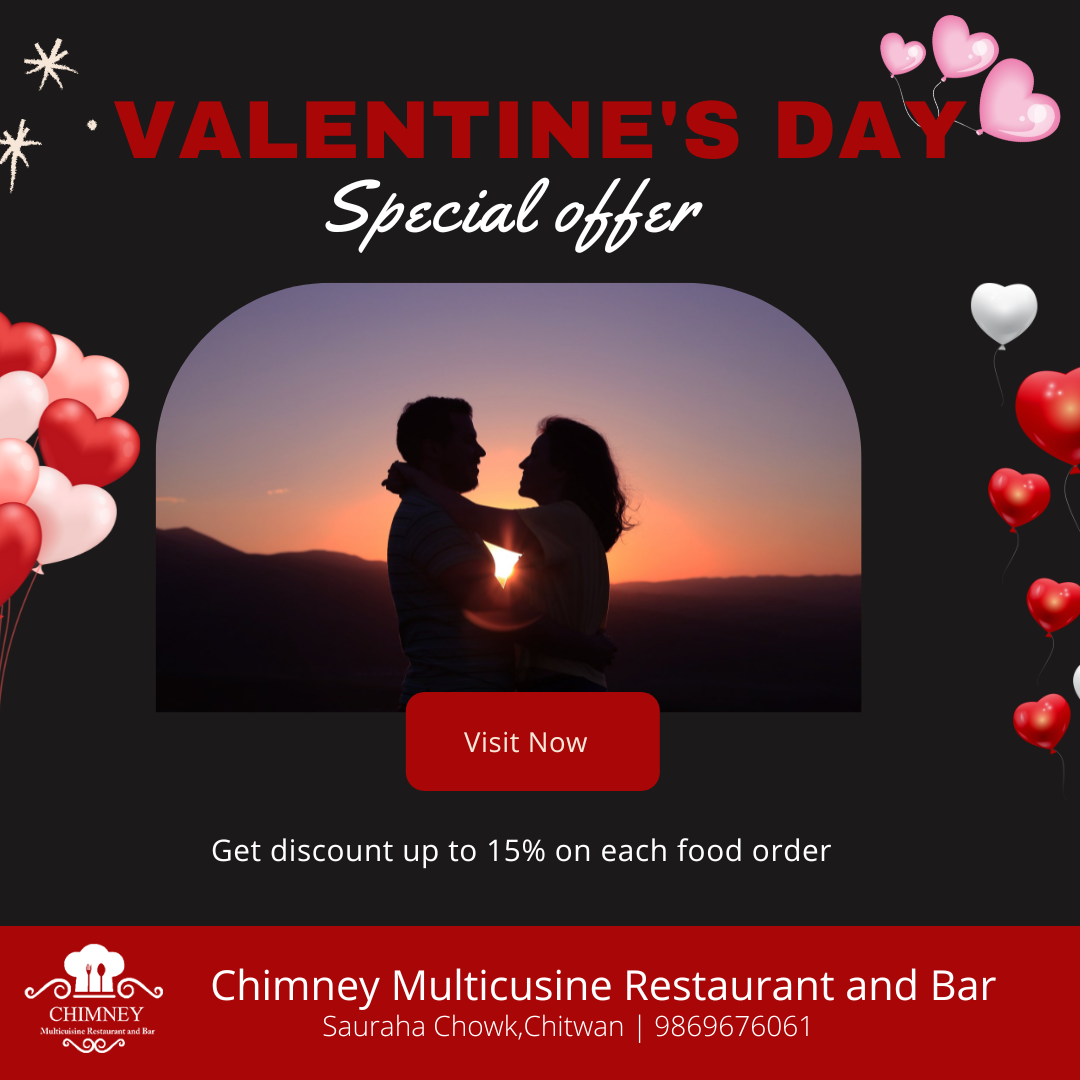 VALENTINE'S DAY
Special offer
Visit Now
Get discount up to 15% on each food order
CHIMNEY
Multicuisine Restaurant and Bar
Chimney Multicusine Restaurant and Bar
Sauraha Chowk,Chitwan | 9869676061